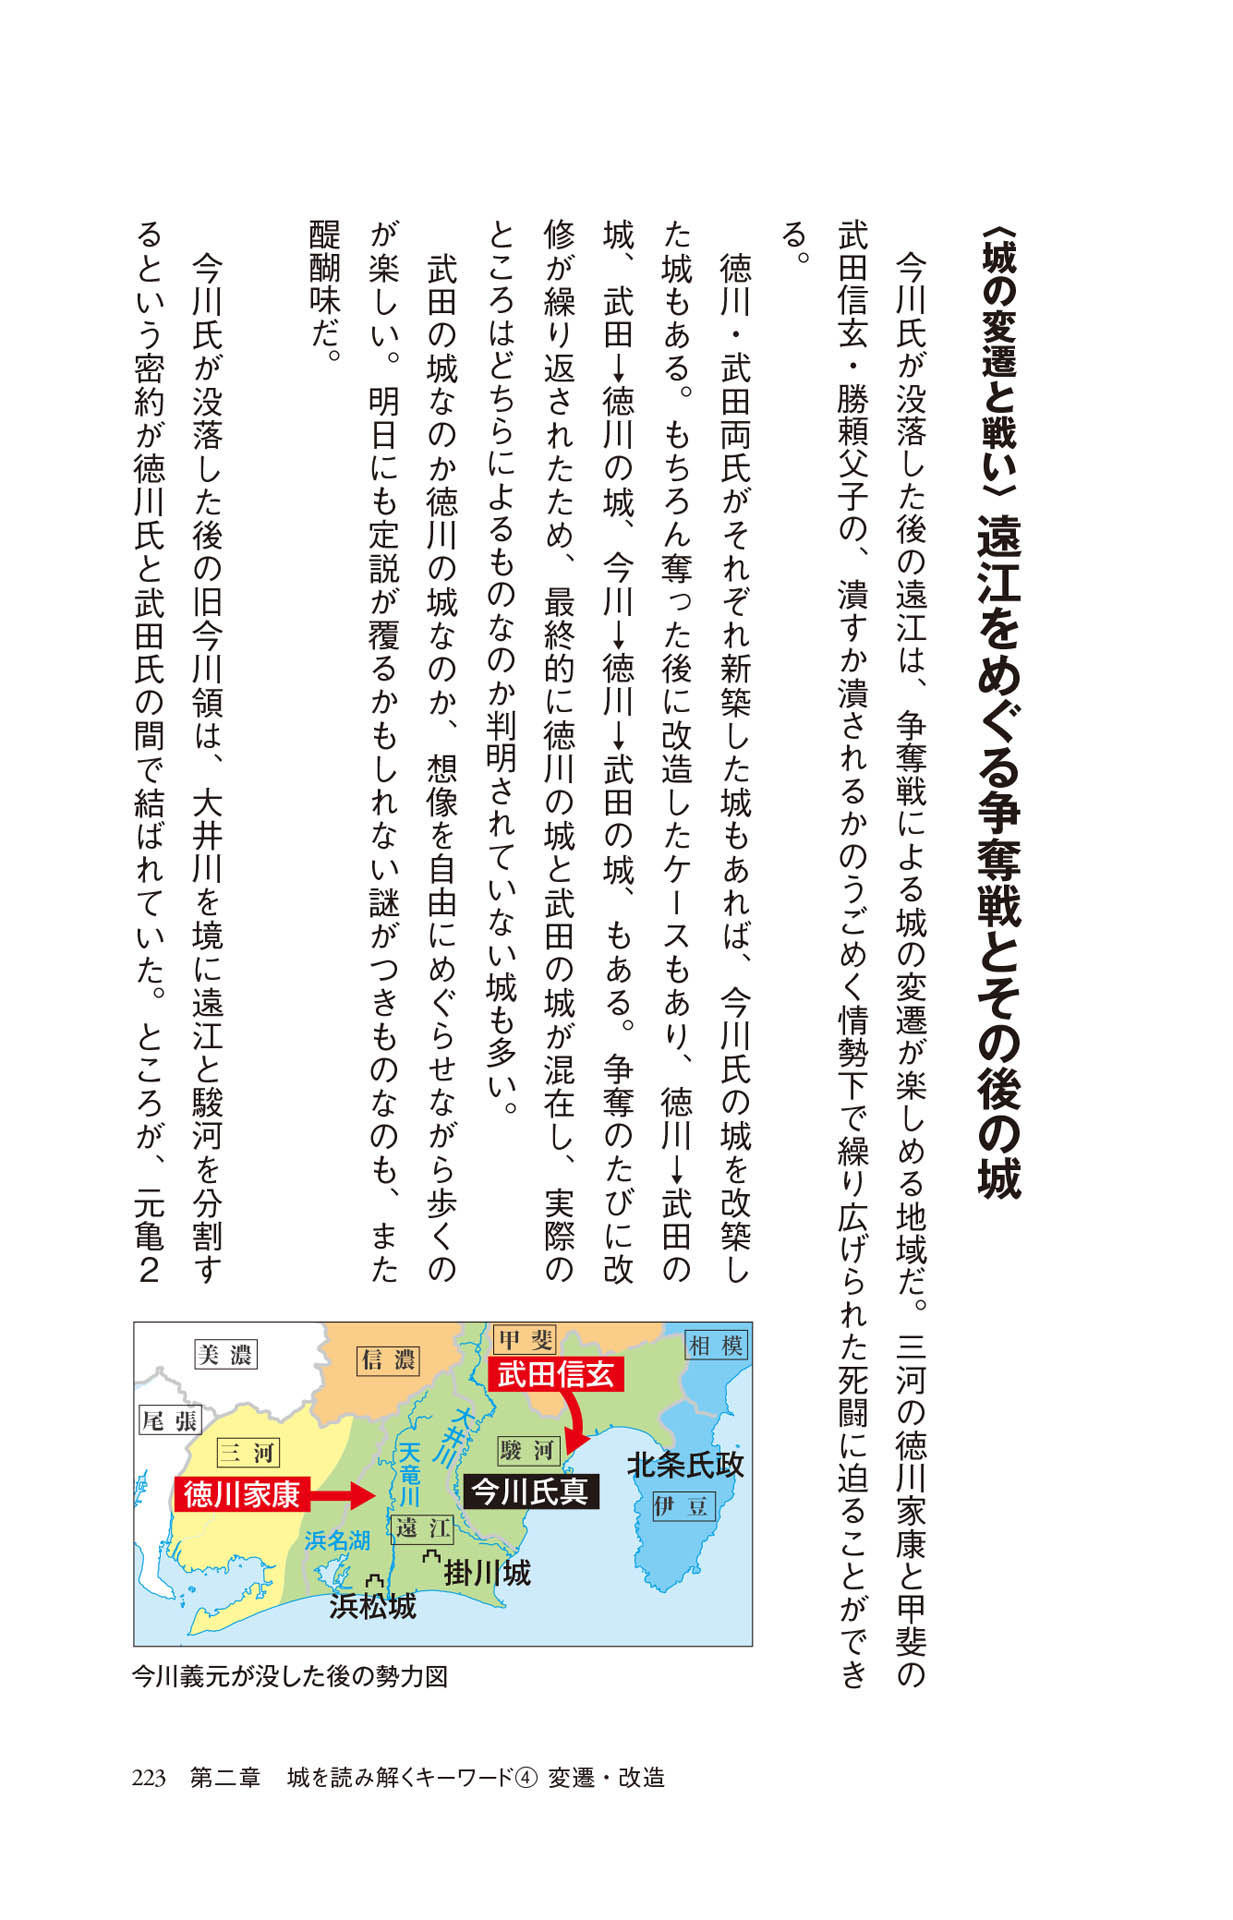 〈城の変遷と戦い〉遠江をめぐる争奪戦とその後の城
今川氏が没落した後の遠江は、争奪戦による城の変遷が楽しめる地域だ。三河の徳川家康と甲斐の
武田信玄・勝頼父子の、潰すか潰されるかのうごめく情勢下で繰り広げられた死闘に迫ることができ
る。
徳川・武田両氏がそれぞれ新築した城もあれば、今川氏の城を改築し
た城もある。もちろん奪った後に改造したケースもあり、徳川→武田の
城、武田→徳川の城、今川→徳川→武田の城、もある。争奪のたびに改
修が繰り返されたため、最終的に徳川の城と武田の城が混在し、実際の
ところはどちらによるものなのか判明されていない城も多い。
武田の城なのか徳川の城なのか、想像を自由にめぐらせながら歩くの
が楽しい。明日にも定説が覆るかもしれない謎がつきものなのも、また
醍醐味だ。
今川氏が没落した後の旧今川領は、大井川を境に遠江と駿河を分割す
るという密約が徳川氏と武田氏の間で結ばれていた。ところが、元亀2
美濃
信濃
甲斐
相模
武田信玄
尾張
三河
大井川
天竜川
駿河
北条氏政
徳川家康
今川氏真
伊豆
浜名湖
遠江
掛川城
浜松城
今川義元が没した後の勢力図
223 第二章 城を読み解くキーワード④ 変遷・改造